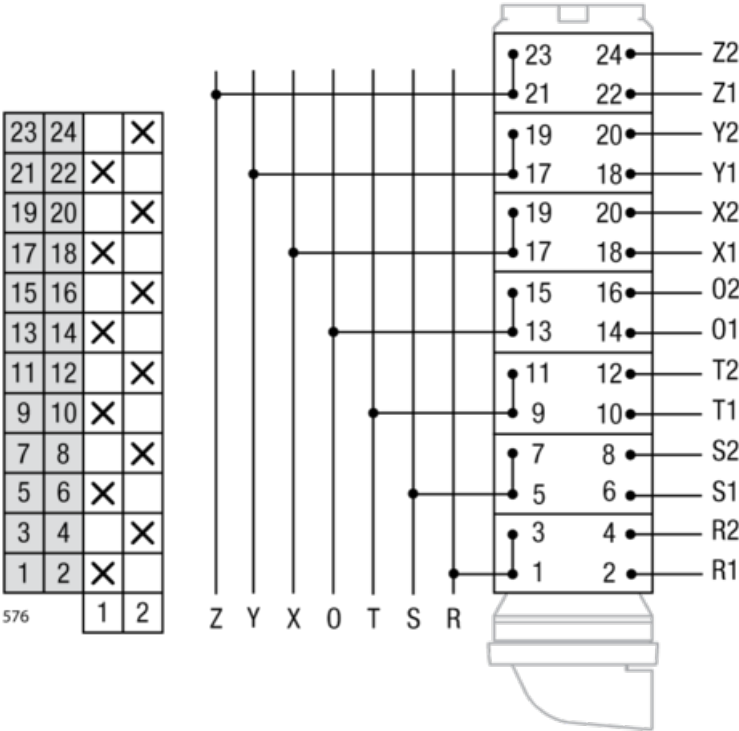 23 24
21 22
19 20
17 18
15 16
13 14
11 12
9 10
7 8
5 6
3 4
1 2
576 1 2
Z Y X O T S R
23 24 Z2
21 22 Z1
19 20 Y2
17 18 Y1
19 20 X2
17 18 X1
15 16 O2
13 14 O1
11 12 T2
9 10 T1
7 8 S2
5 6 S1
3 4 R2
1 2 R1